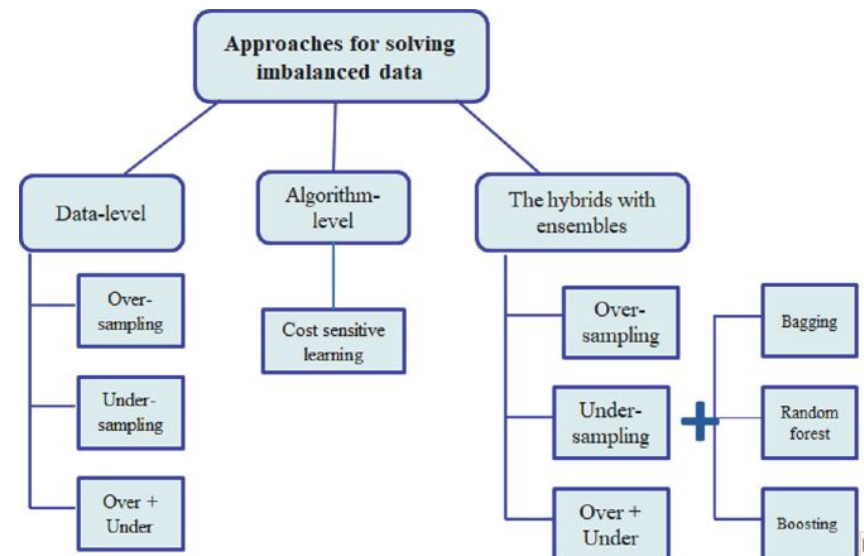 Approaches for solving
imbalanced data
Data-level
Over-
sampling
Under-
sampling
Over +
Under
Algorithm-
level
Cost sensitive
learning
The hybrids with
ensembles
Over-
sampling
Under-
sampling
Over +
Under
Bagging
Random
forest
Boosting